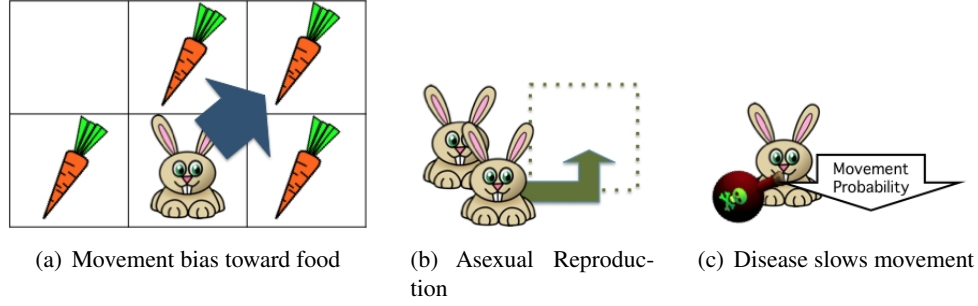 Movement
Probability
(a) Movement bias toward food
(b) Asexual Reproduc-
tion
(c) Disease slows movement